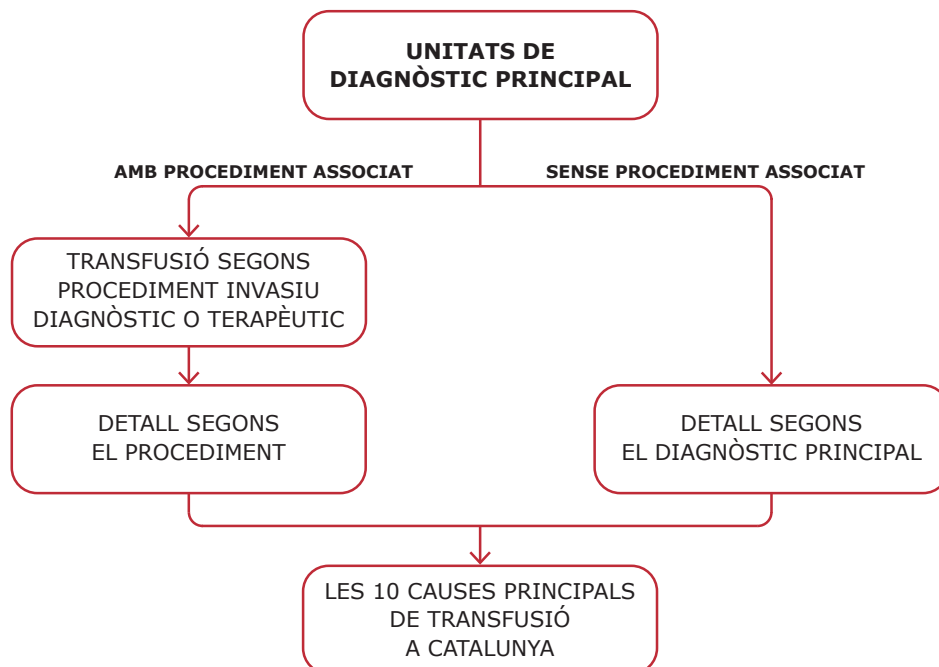 UNITATS DE
DIAGNÒSTIC PRINCIPAL
AMB PROCEDIMENT ASSOCIAT
SENSE PROCEDIMENT ASSOCIAT
TRANSFUSIÓ SEGONS
PROCEDIMENT INVASIU
DIAGNÒSTIC O TERAPÈUTIC
DETALL SEGONS
EL PROCEDIMENT
DETALL SEGONS
EL DIAGNÒSTIC PRINCIPAL
LES 10 CAUSES PRINCIPALS
DE TRANSFUSIÓ
A CATALUNYA